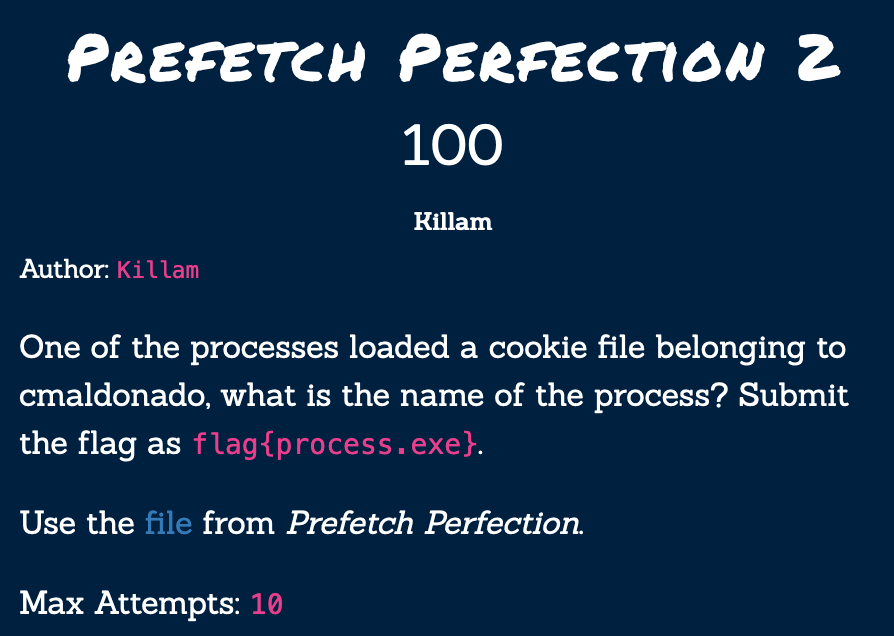 Prefetch Perfection 2
100
Killam
Author: Killam
One of the processes loaded a cookie file belonging to
cmaldonado, what is the name of the process? Submit
the flag as flag{process.exe}.
Use the file from Prefetch Perfection.
Max Attempts: 10